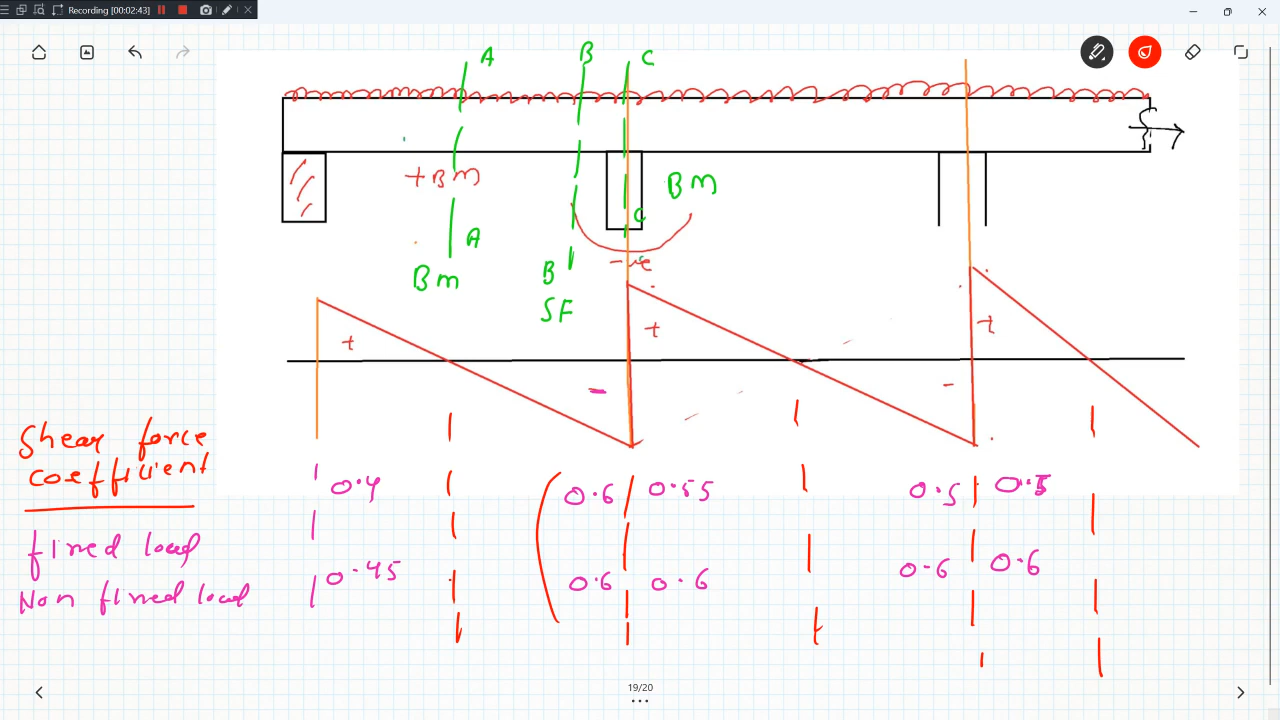 Recording [00:02:43]
A B C
+BM
BM
C
A
B
-ve
BM
SF
+ + +
- -
Shear force
coefficient
0.4 0.6 0.55 0.5 0.5
fixed load
0.45 0.6 0.6 0.6 0.6
Non fixed load
19/20